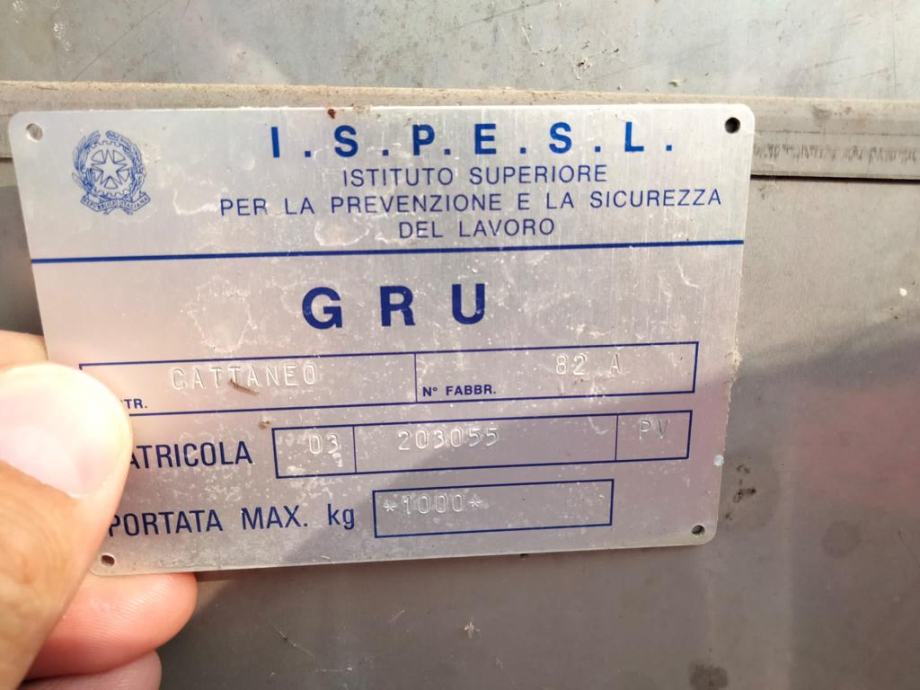 I.S.P.E.S.L.
ISTITUTO SUPERIORE
PER LA PREVENZIONE E LA SICUREZZA
DEL LAVORO
GRU
CATTANEO 82 A
TR. N° FABBR.
ATRICOLA 03 203055 PV
PORTATA MAX. kg *1000*